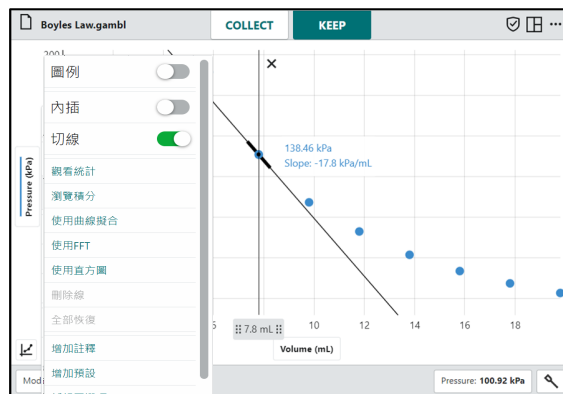 Boyles Law.gambl
COLLECT
KEEP
200
圖例
內插
切線
觀看統計
瀏覽積分
使用曲線擬合
使用FFT
使用直方圖
刪除線
全部恢復
增加註釋
增加預設
Pressure (kPa)
138.46 kPa
Slope: -17.8 kPa/mL
7.8 mL
10
12
14
16
18
Volume (mL)
Pressure: 100.92 kPa